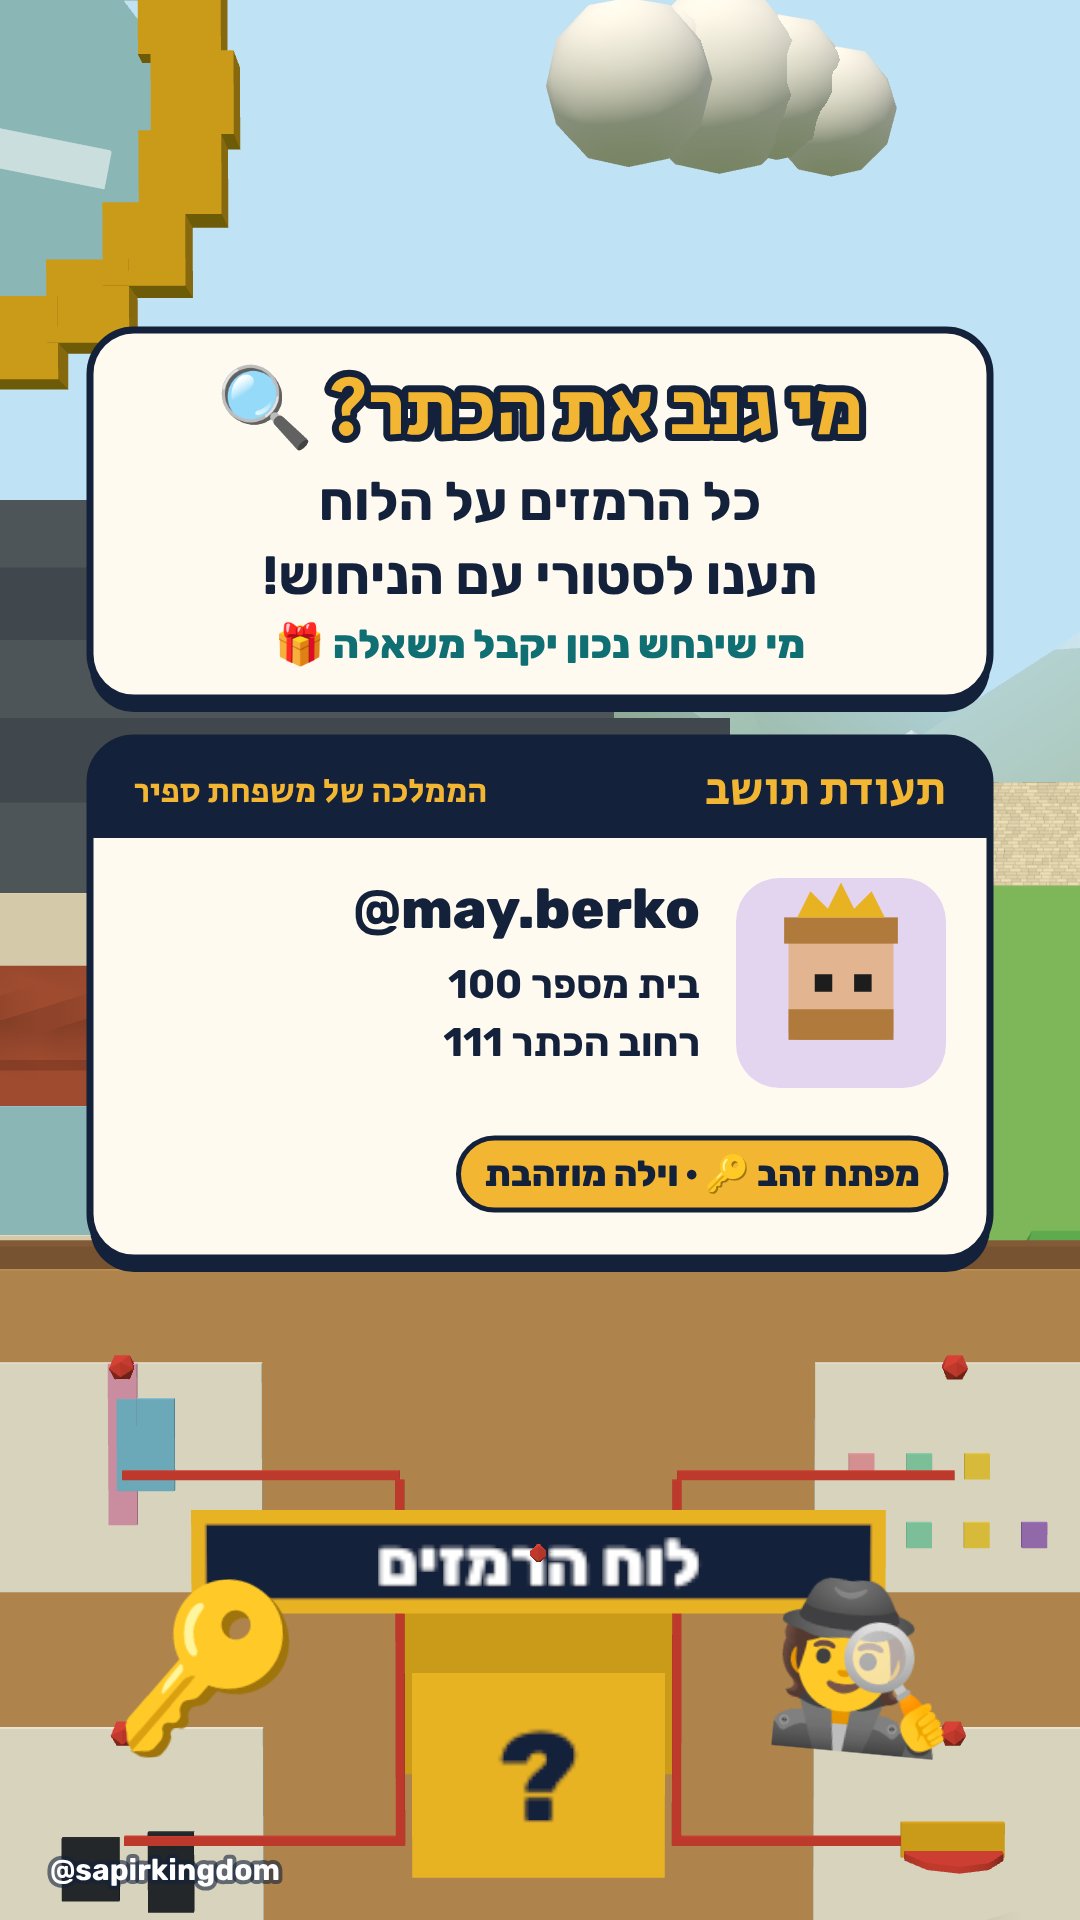 מי גנב את הכתר? 🔍
כל הרמזים על הלוח
תענו לסטורי עם הניחוש!
מי שינחש נכון יקבל משאלה 🎁
תעודת תושב
הממלכה של משפחת ספיר
@may.berko
בית מספר 100
רחוב הכתר 111
מפתח זהב 🔑 • וילה מוזהבת
לוח הרמזים
?
@sapirkingdom